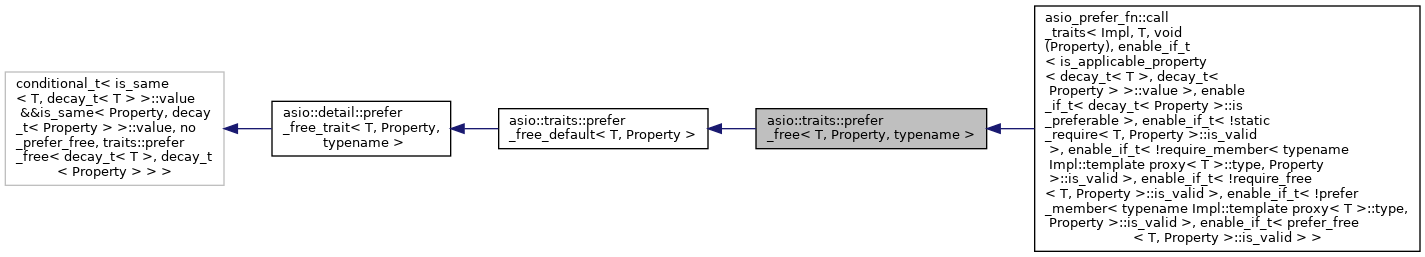 conditional_t< is_same
< T, decay_t< T > >::value
&&is_same< Property, decay
_t< Property > >::value, no
_prefer_free, traits::prefer
_free< decay_t< T >, decay_t
< Property > > >
asio::detail::prefer
_free_trait< T, Property,
typename >
asio::traits::prefer
_free_default< T, Property >
asio::traits::prefer
_free< T, Property, typename >
asio_prefer_fn::call
_traits< Impl, T, void
(Property), enable_if_t
< is_applicable_property
< decay_t< T >, decay_t<
Property > >::value >, enable
_if_t< decay_t< Property >::is
_preferable >, enable_if_t< !static
_require< T, Property >::is_valid
>, enable_if_t< !require_member< typename
Impl::template proxy< T >::type, Property
>::is_valid >, enable_if_t< !require_free
< T, Property >::is_valid >, enable_if_t< !prefer
_member< typename Impl::template proxy< T >::type,
Property >::is_valid >, enable_if_t< prefer_free
< T, Property >::is_valid > >